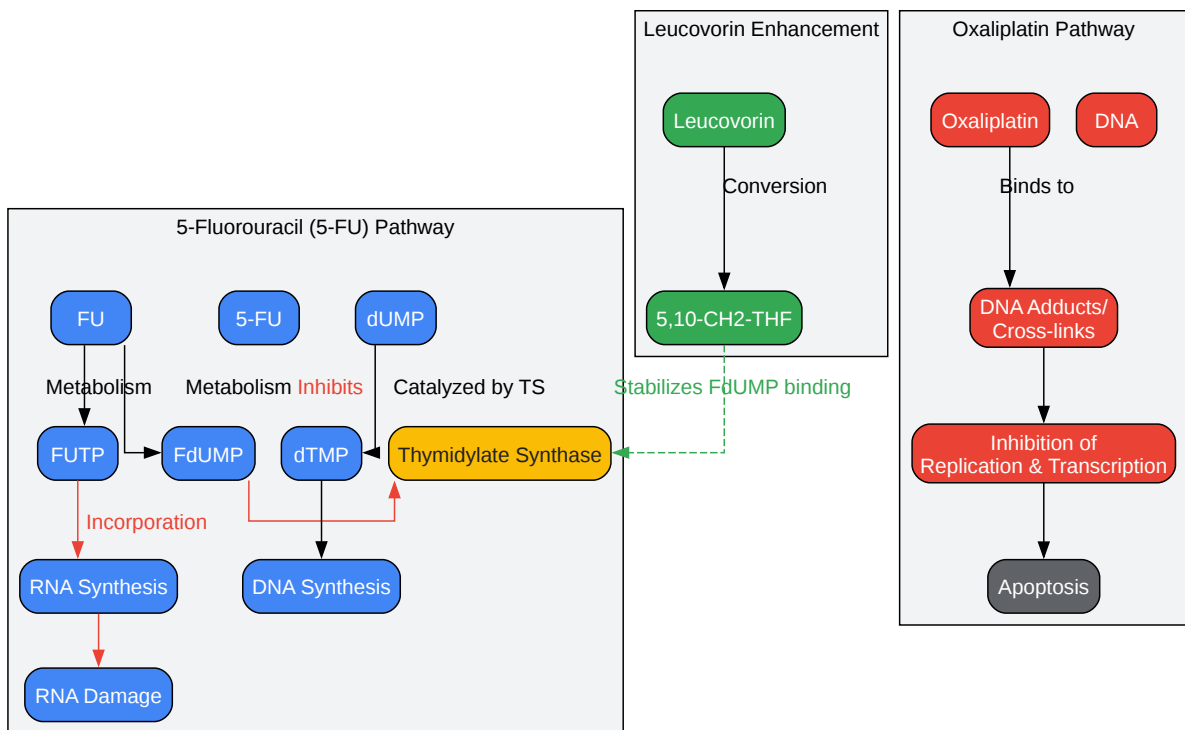 Leucovorin Enhancement
Oxaliplatin Pathway
Leucovorin
Oxaliplatin
DNA
Conversion
Binds to
5-Fluorouracil (5-FU) Pathway
FU
5-FU
dUMP
5,10-CH2-THF
DNA Adducts/
Cross-links
Metabolism
Metabolism
Inhibits
Catalyzed by TS
Stabilizes FdUMP binding
FUTP
FdUMP
dTMP
Thymidylate Synthase
Inhibition of
Replication & Transcription
Incorporation
RNA Synthesis
DNA Synthesis
Apoptosis
RNA Damage